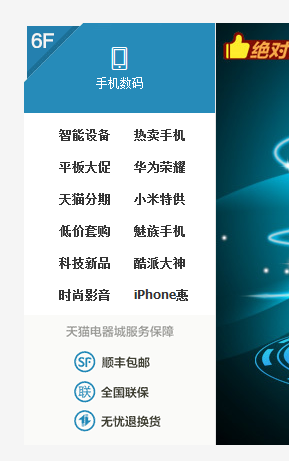 6F
手机数码
智能设备 热卖手机
平板大促 华为荣耀
天猫分期 小米特供
低价套购 魅族手机
科技新品 酷派大神
时尚影音 iPhone惠
天猫电器城服务保障
SF 顺丰包邮
联 全国联保
无忧退换货
绝对